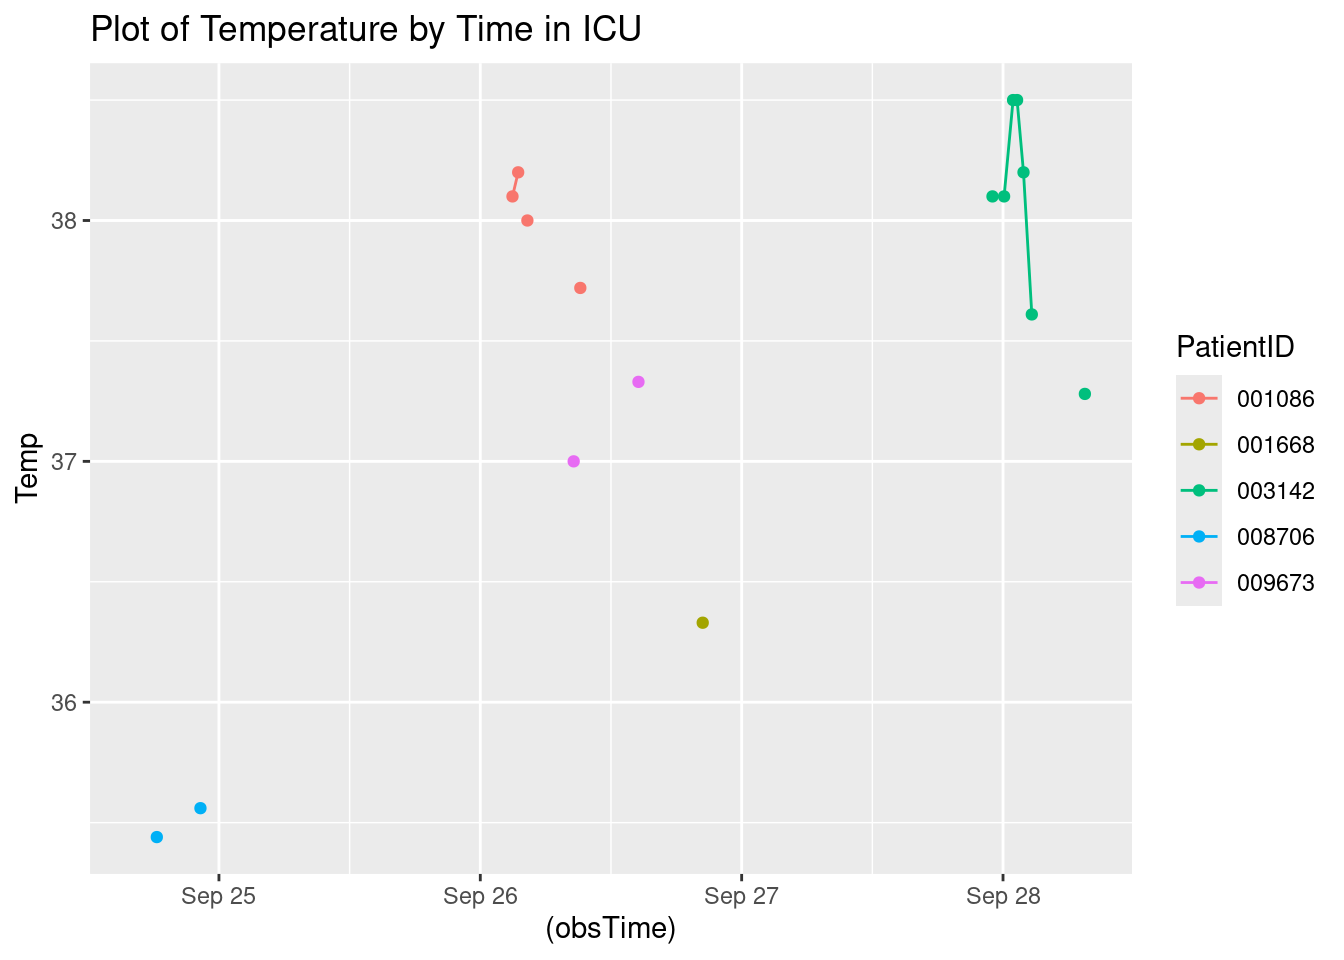 Plot of Temperature by Time in ICU
Temp
38
37
36
Sep 25
Sep 26
Sep 27
Sep 28
(obsTime)
PatientID
001086
001668
003142
008706
009673